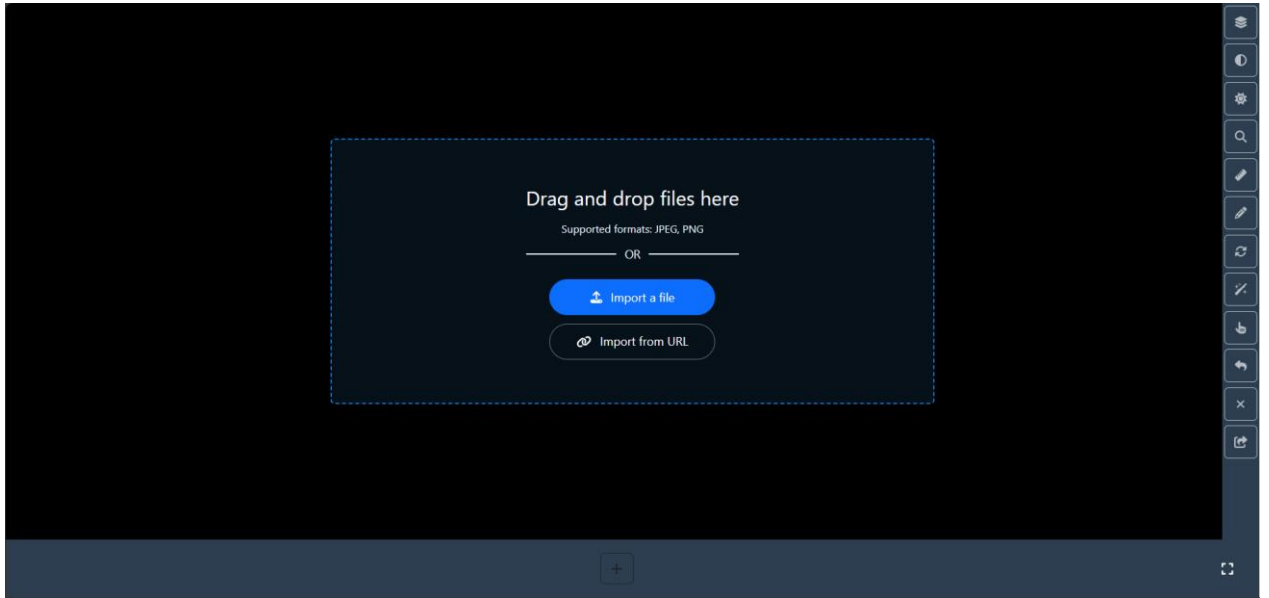 Drag and drop files here
Supported formats: JPEG, PNG
OR
Import a file
Import from URL